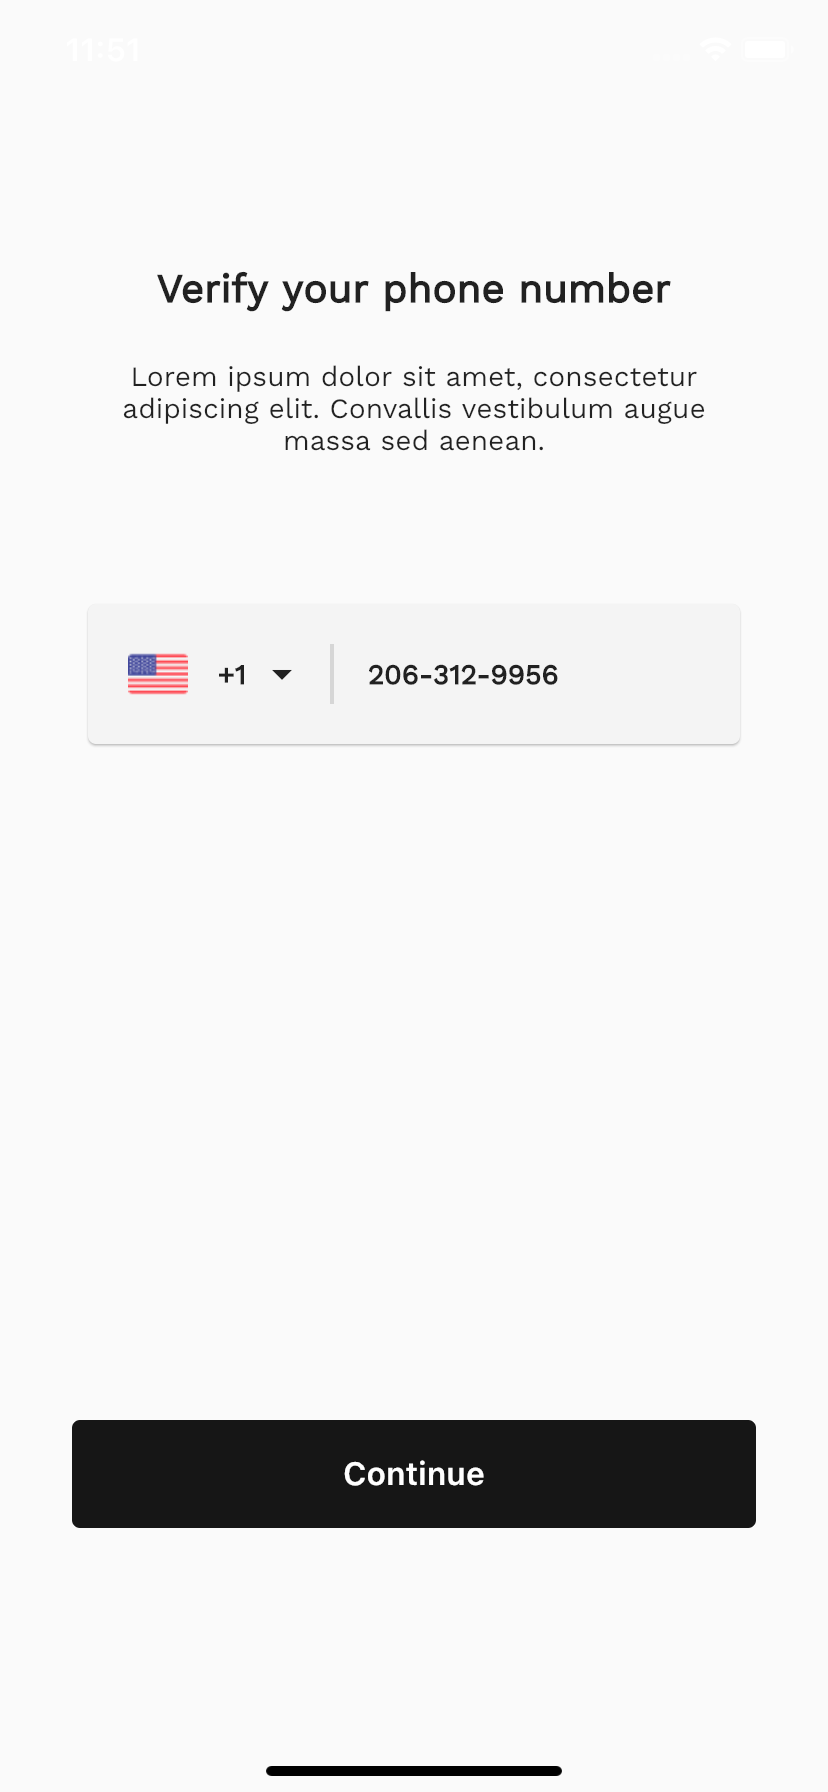 11:51
Verify your phone number
Lorem ipsum dolor sit amet, consectetur
adipiscing elit. Convallis vestibulum augue
massa sed aenean.
+1 206-312-9956
Continue